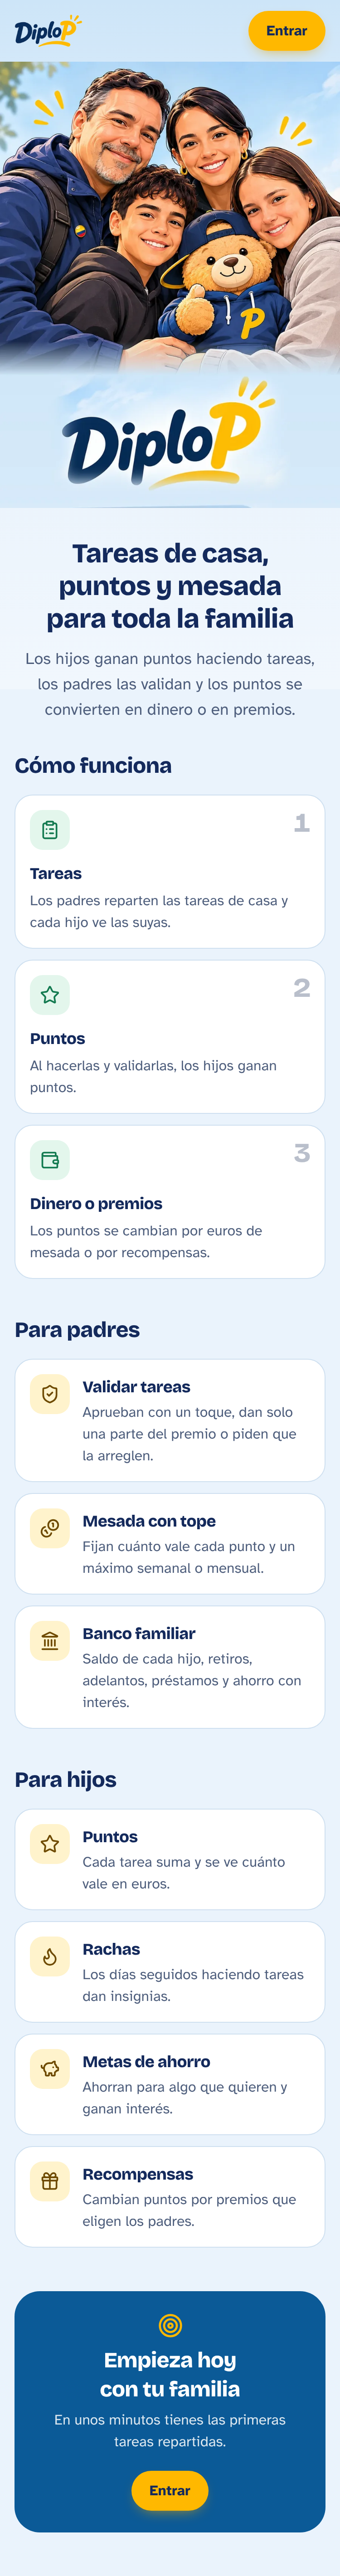 DiploP
Entrar
P
DiploP
Tareas de casa,
puntos y mesada
para toda la familia
Los hijos ganan puntos haciendo tareas,
los padres las validan y los puntos se
convierten en dinero o en premios.
Cómo funciona
1
Tareas
Los padres reparten las tareas de casa y
cada hijo ve las suyas.
2
Puntos
Al hacerlas y validarlas, los hijos ganan
puntos.
3
Dinero o premios
Los puntos se cambian por euros de
mesada o por recompensas.
Para padres
Validar tareas
Aprueban con un toque, dan solo
una parte del premio o piden que
la arreglen.
Mesada con tope
Fijan cuánto vale cada punto y un
máximo semanal o mensual.
Banco familiar
Saldo de cada hijo, retiros,
adelantos, préstamos y ahorro con
interés.
Para hijos
Puntos
Cada tarea suma y se ve cuánto
vale en euros.
Rachas
Los días seguidos haciendo tareas
dan insignias.
Metas de ahorro
Ahorran para algo que quieren y
ganan interés.
Recompensas
Cambian puntos por premios que
eligen los padres.
Empieza hoy
con tu familia
En unos minutos tienes las primeras
tareas repartidas.
Entrar